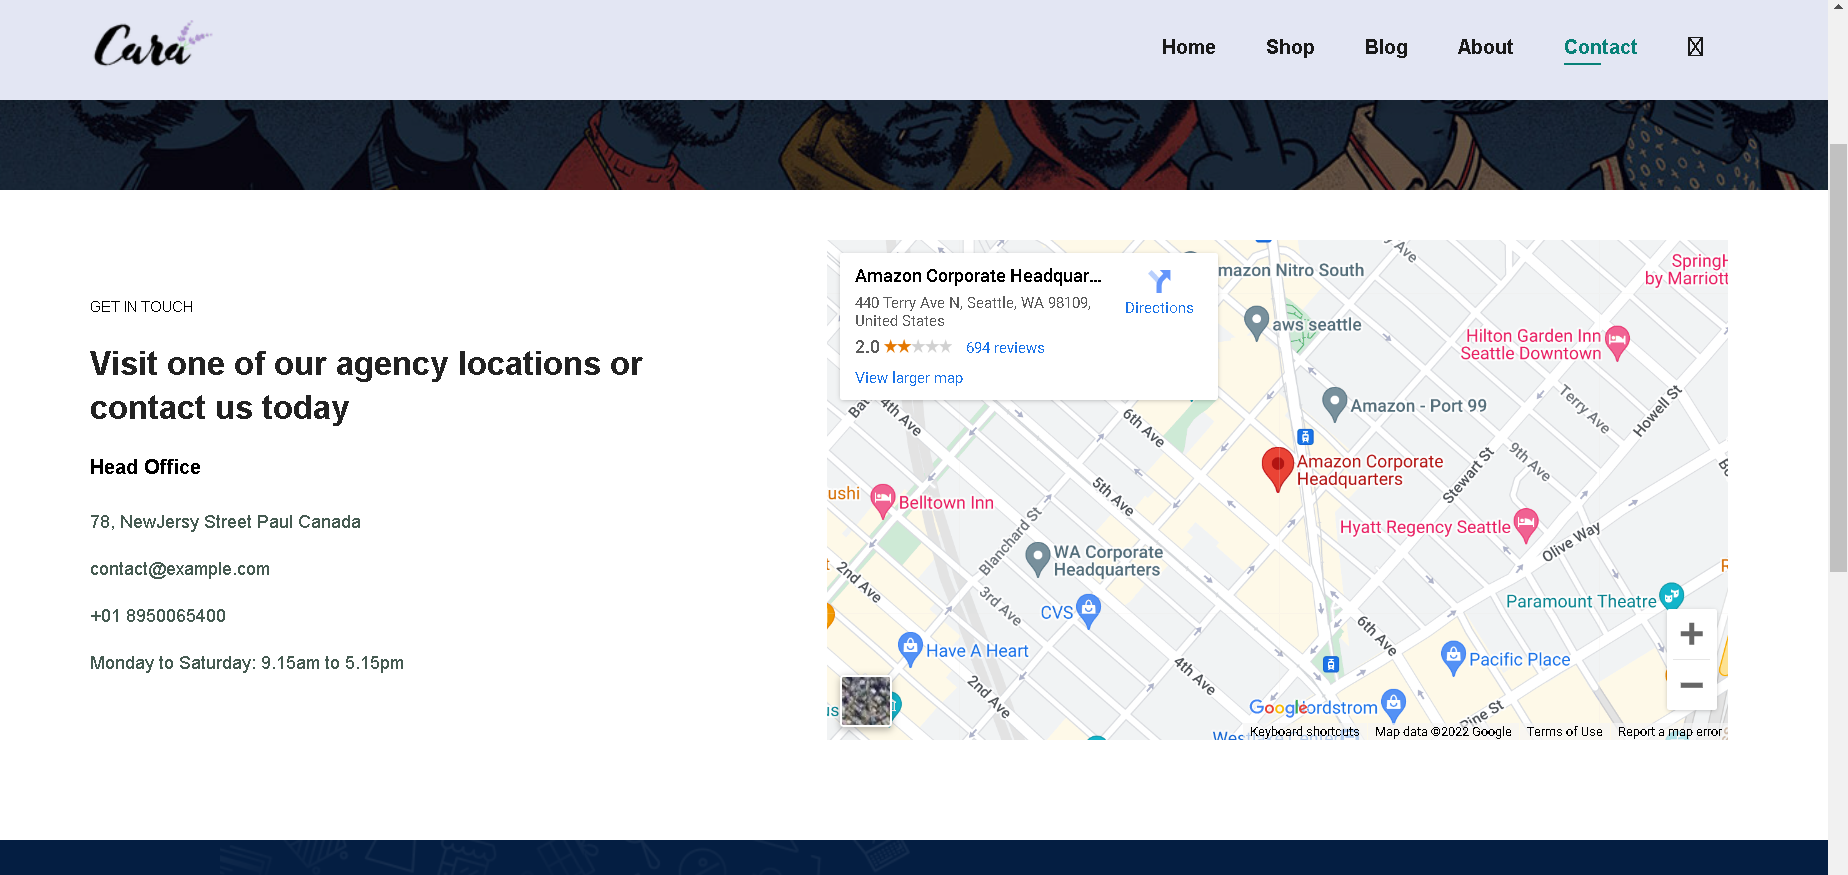 Cara
Home Shop Blog About Contact
GET IN TOUCH
Visit one of our agency locations or
contact us today
Head Office
78, NewJersy Street Paul Canada
contact@example.com
+01 8950065400
Monday to Saturday: 9.15am to 5.15pm
Amazon Corporate Headquar...
440 Terry Ave N, Seattle, WA 98109,
United States
2.0 694 reviews
View larger map
Directions
mazon Nitro South
aws seattle
Amazon - Port 99
Amazon Corporate
Headquarters
Hilton Garden Inn
Seattle Downtown
by Marriott
Terry Ave
Howell St
Stewart St
9th Ave
Hyatt Regency Seattle
Olive Way
Paramount Theatre
4th Ave
6th Ave
5th Ave
ushi
Belltown Inn
Blanchard St
WA Corporate
Headquarters
2nd Ave
3rd Ave
CVS
Have A Heart
6th Ave
Pacific Place
4th Ave
2nd Ave
Google
ordstrom
Pine St
Keyboard shortcuts Map data ©2022 Google Terms of Use Report a map error